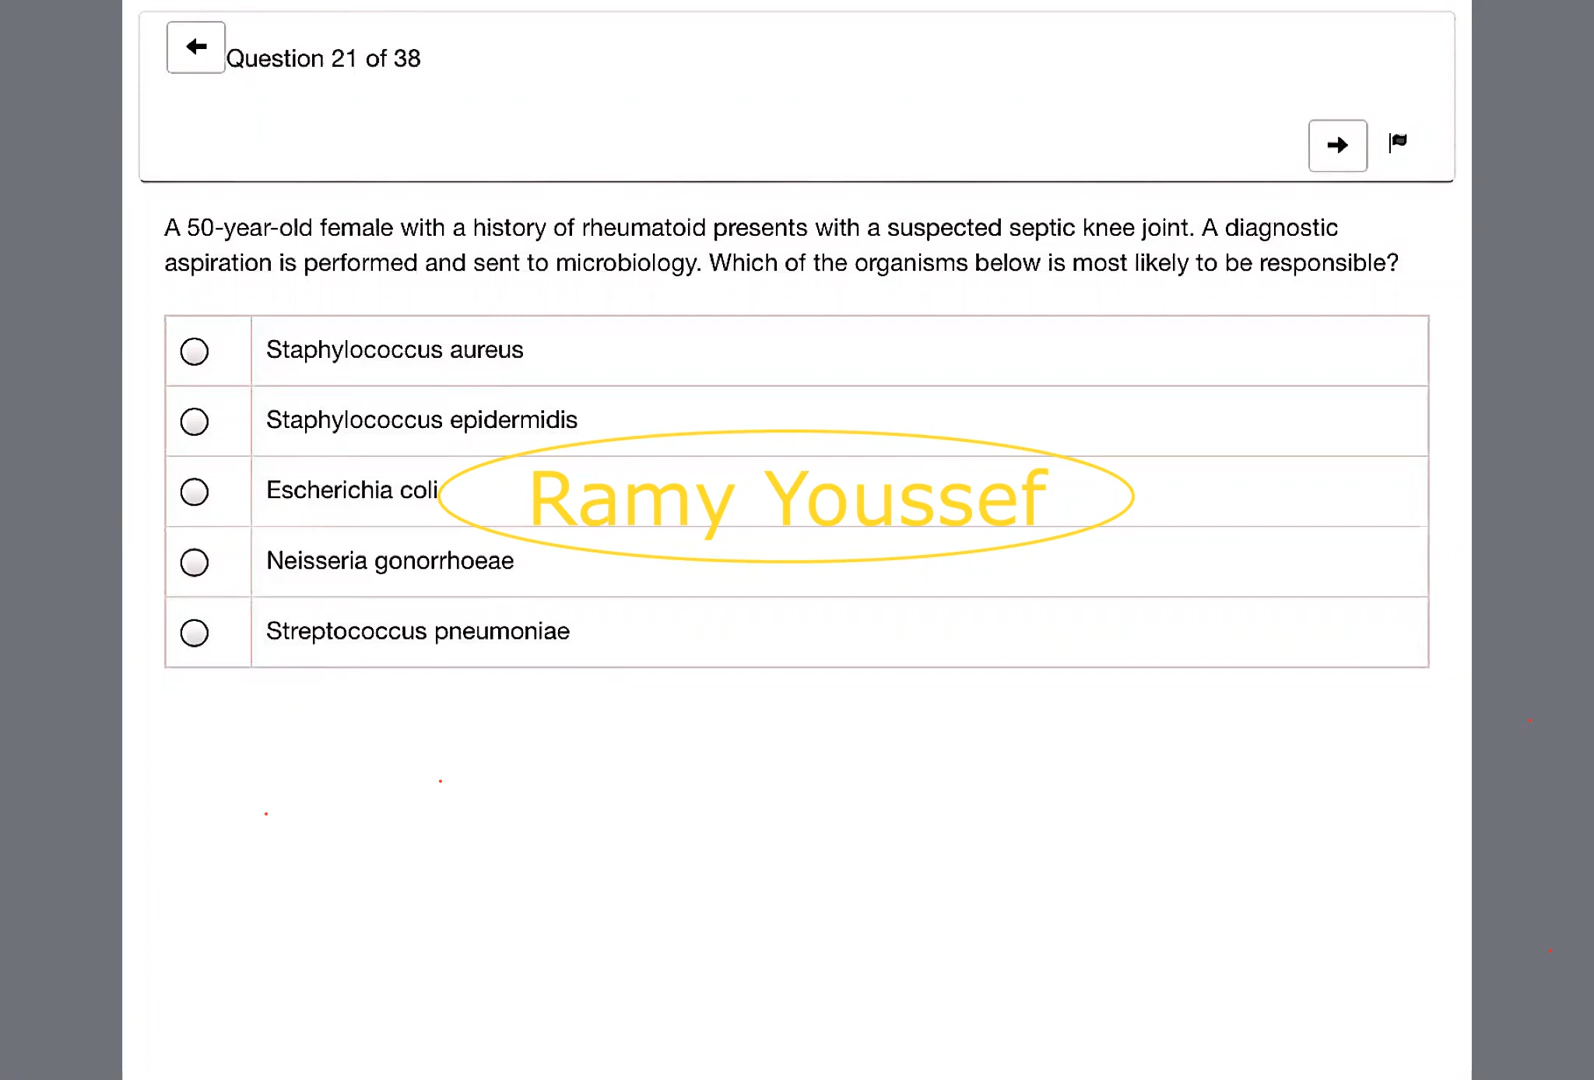 Question 21 of 38
A 50-year-old female with a history of rheumatoid presents with a suspected septic knee joint. A diagnostic
aspiration is performed and sent to microbiology. Which of the organisms below is most likely to be responsible?
Staphylococcus aureus
Staphylococcus epidermidis
Escherichia coli
Ramy Youssef
Neisseria gonorrhoeae
Streptococcus pneumoniae